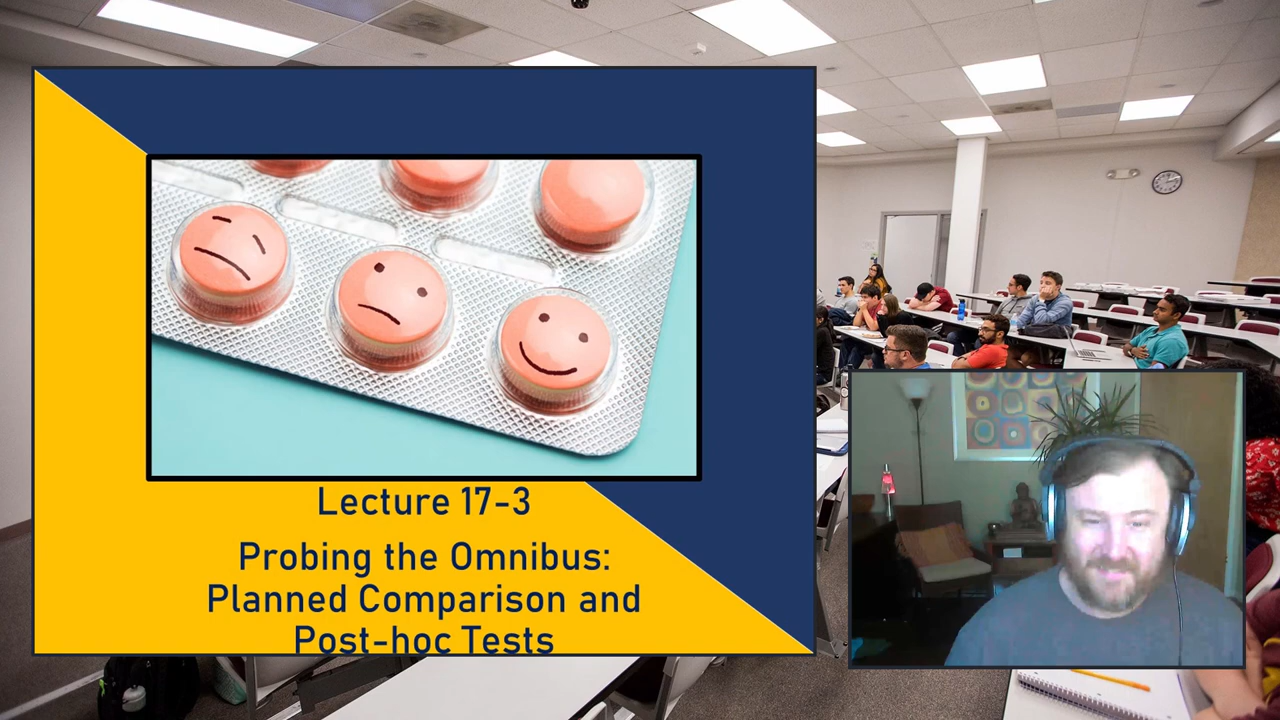 Lecture 17-3
Probing the Omnibus:
Planned Comparison and
Post-hoc Tests